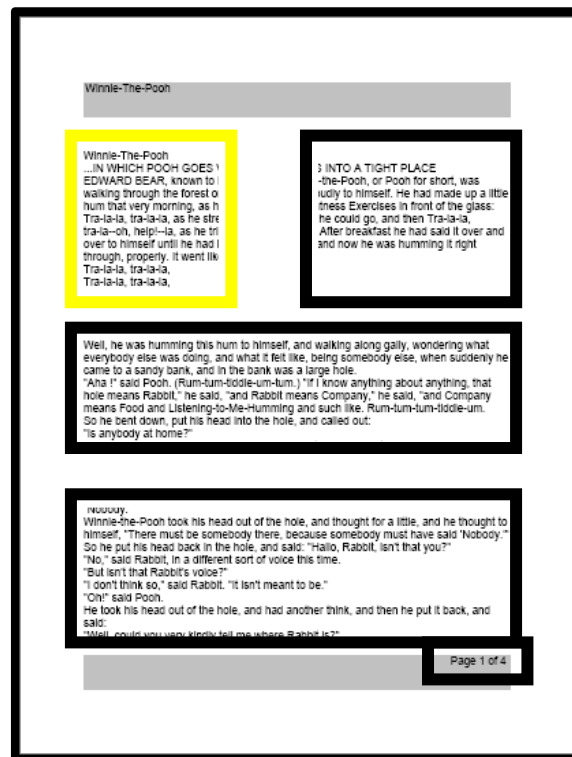 Winnie-The-Pooh
Winnie-The-Pooh
...IN WHICH POOH GOES
EDWARD BEAR, known to
walking through the forest
hum that very morning, as
Tra-la-la, tra-la-la, as he stre
tra-la--oh, help!--la, as he tri
over to himself until he had
through, properly. It went lik
Tra-la-la, tra-la-la,
Tra-la-la, tra-la-la,
INTO A TIGHT PLACE
-the-Pooh, or Pooh for short, was
udly to himself. He had made up a little
tness Exercises in front of the glass:
he could go, and then Tra-la-la,
After breakfast he had said it over and
and now he was humming it right
Well, he was humming this hum to himself, and walking along gaily, wondering what
everybody else was doing, and what it felt like, being somebody else, when suddenly he
came to a sandy bank, and in the bank was a large hole.
"Aha !" said Pooh. (Rum-tum-tiddle-um-tum.) "If I know anything about anything, that
hole means Rabbit," he said, "and Rabbit means Company," he said, "and Company
means Food and Listening-to-Me-Humming and such like. Rum-tum-tum-tiddle-um.
So he bent down, put his head into the hole, and called out:
"Is anybody at home?"
"Nobody.
Winnie-the-Pooh took his head out of the hole, and thought for a little, and he thought to
himself, "There must be somebody there, because somebody must have said 'Nobody.'"
So he put his head back in the hole, and said: "Hallo, Rabbit, isn't that you?"
"No," said Rabbit, in a different sort of voice this time.
"But isn't that Rabbit's voice?"
"I don't think so," said Rabbit. "It isn't meant to be."
"Oh!" said Pooh.
He took his head out of the hole, and had another think, and then he put it back, and
said:
"Well, could you very kindly tell me where Rabbit is?"
Page 1 of 4